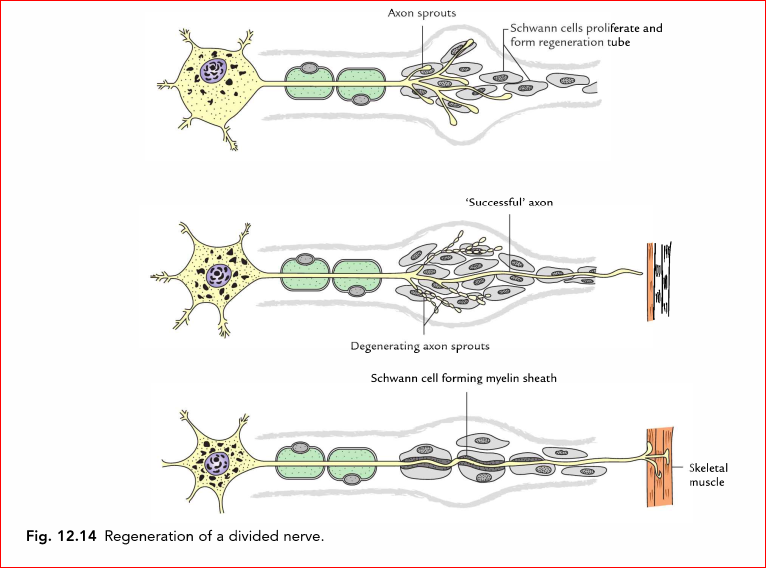 Axon sprouts
Schwann cells proliferate and
form regeneration tube
'Successful' axon
Degenerating axon sprouts
Schwann cell forming myelin sheath
Skeletal
muscle
Fig. 12.14 Regeneration of a divided nerve.